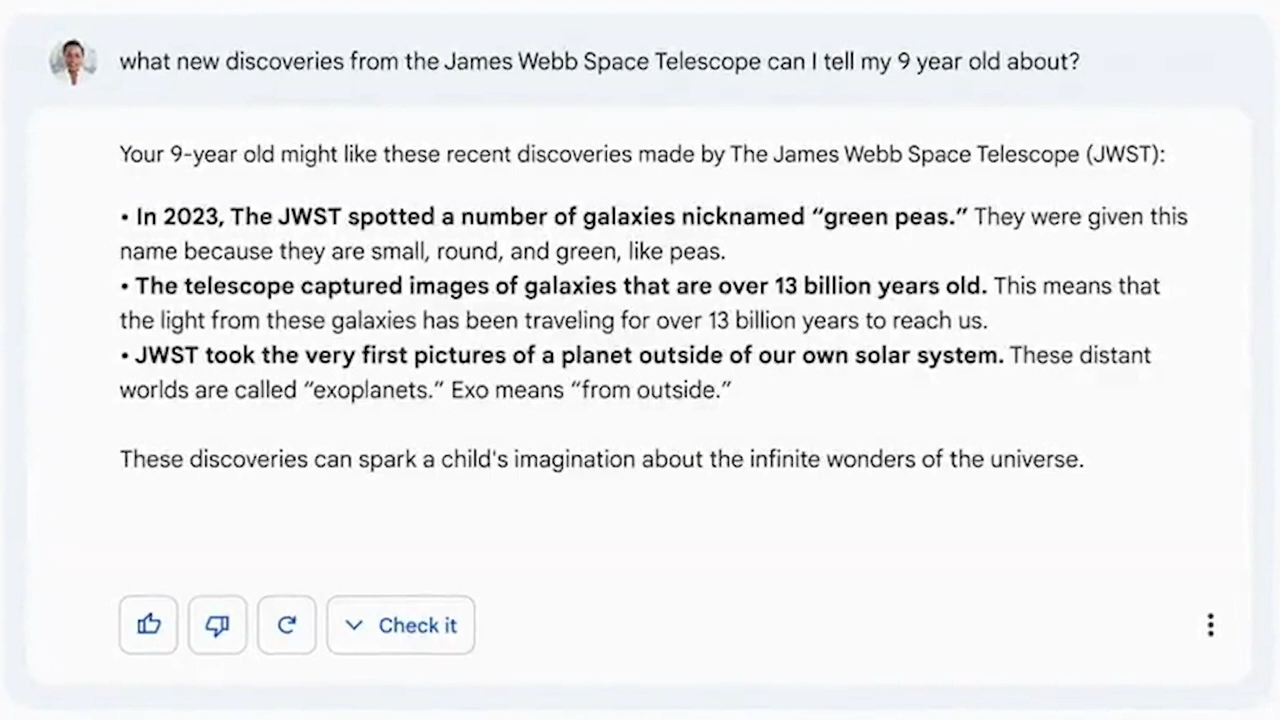 what new discoveries from the James Webb Space Telescope can I tell my 9 year old about?
Your 9-year old might like these recent discoveries made by The James Webb Space Telescope (JWST):
• In 2023, The JWST spotted a number of galaxies nicknamed “green peas.” They were given this
name because they are small, round, and green, like peas.
• The telescope captured images of galaxies that are over 13 billion years old. This means that
the light from these galaxies has been traveling for over 13 billion years to reach us.
• JWST took the very first pictures of a planet outside of our own solar system. These distant
worlds are called “exoplanets.” Exo means “from outside.”
These discoveries can spark a child's imagination about the infinite wonders of the universe.
Check it